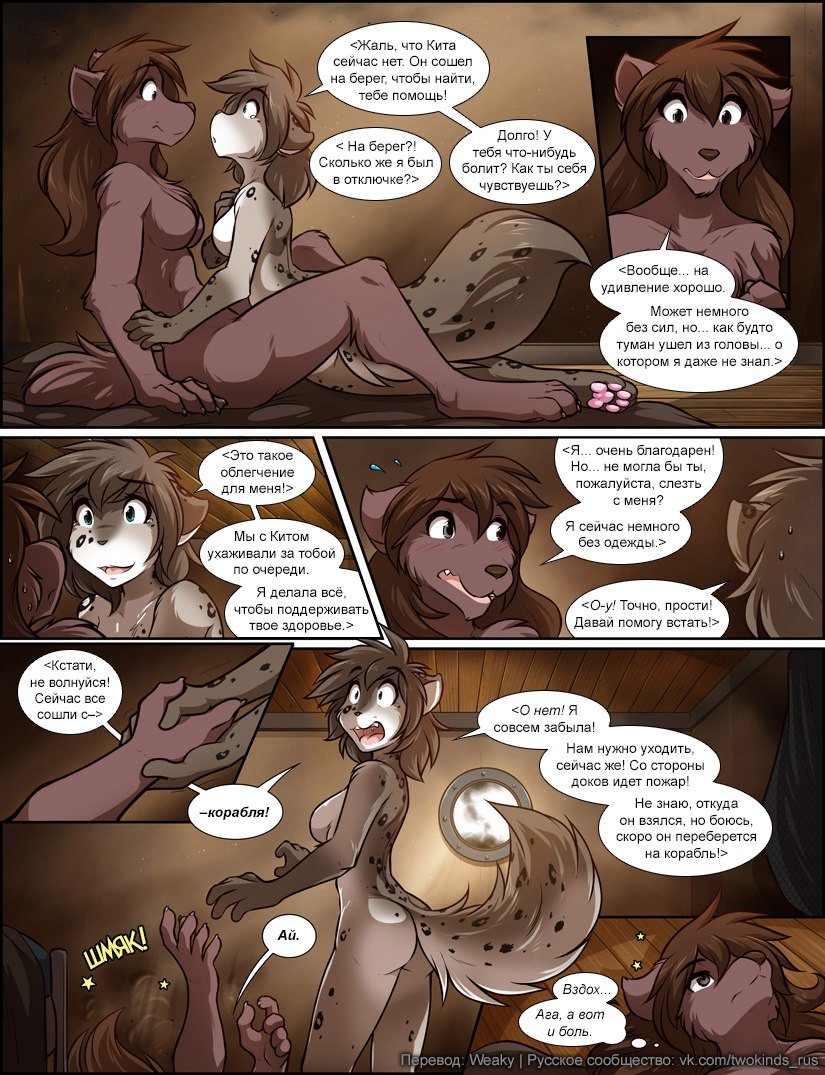 <Жаль, что Кита
сейчас нет. Он сошел
на берег, чтобы найти,
тебе помощь!
< На берег?!
Сколько же я был
в отключке?>
Долго! У
тебя что-нибудь
болит? Как ты себя
чувствуешь?>
<Вообще... на
удивление хорошо.
Может немного
без сил, но... как будто
туман ушел из головы... о
котором я даже не знал.>
<Это такое
облегчение
для меня!>
Мы с Китом
ухаживали за тобой
по очереди.
Я делала всё,
чтобы поддерживать
твое здоровье.>
<Я... очень благодарен!
Но... не могла бы ты,
пожалуйста, слезть
с меня?
Я сейчас немного
без одежды.>
<О-у! Точно, прости!
Давай помогу встать!>
<Кстати,
не волнуйся!
Сейчас все
сошли с–>
–корабля!
<О нет! Я
совсем забыла!
Нам нужно уходить,
сейчас же! Со стороны
доков идет пожар!
Не знаю, откуда
он взялся, но боюсь,
скоро он переберется
на корабль!>
ШМЯК!
Ай.
Вздох...
Ага, а вот
и боль.
Перевод: Weaky | Русское сообщество: vk.com/twokinds_rus